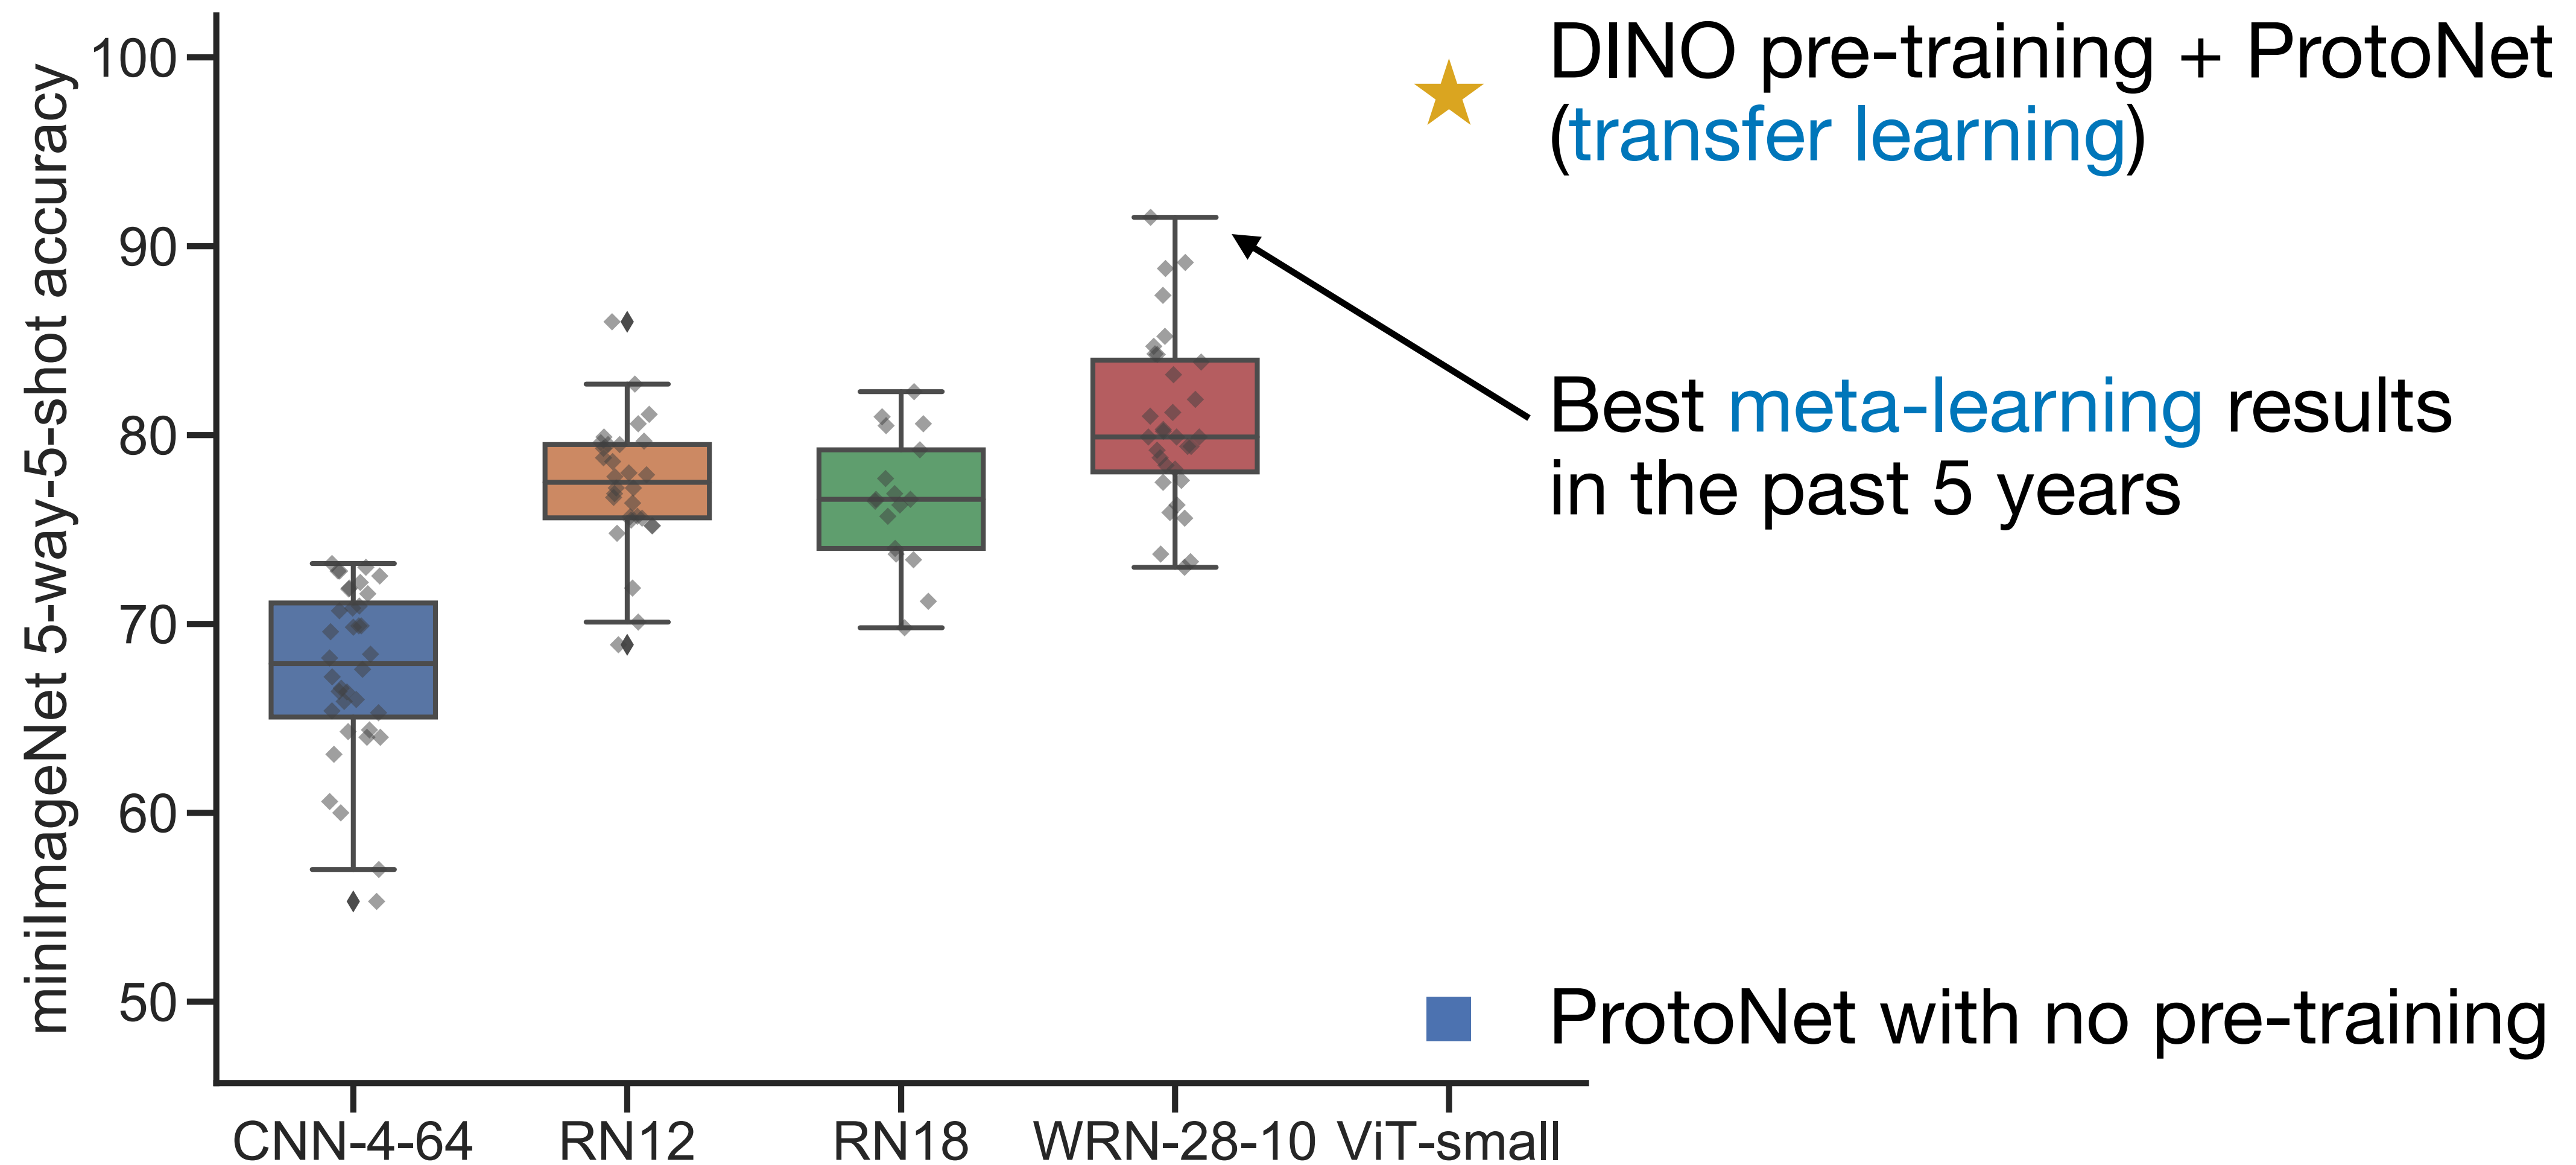 miniImageNet 5-way-5-shot accuracy
100
90
80
70
60
50
CNN-4-64
RN12
RN18
WRN-28-10
ViT-small
DINO pre-training + ProtoNet
(transfer learning)
Best meta-learning results
in the past 5 years
ProtoNet with no pre-training